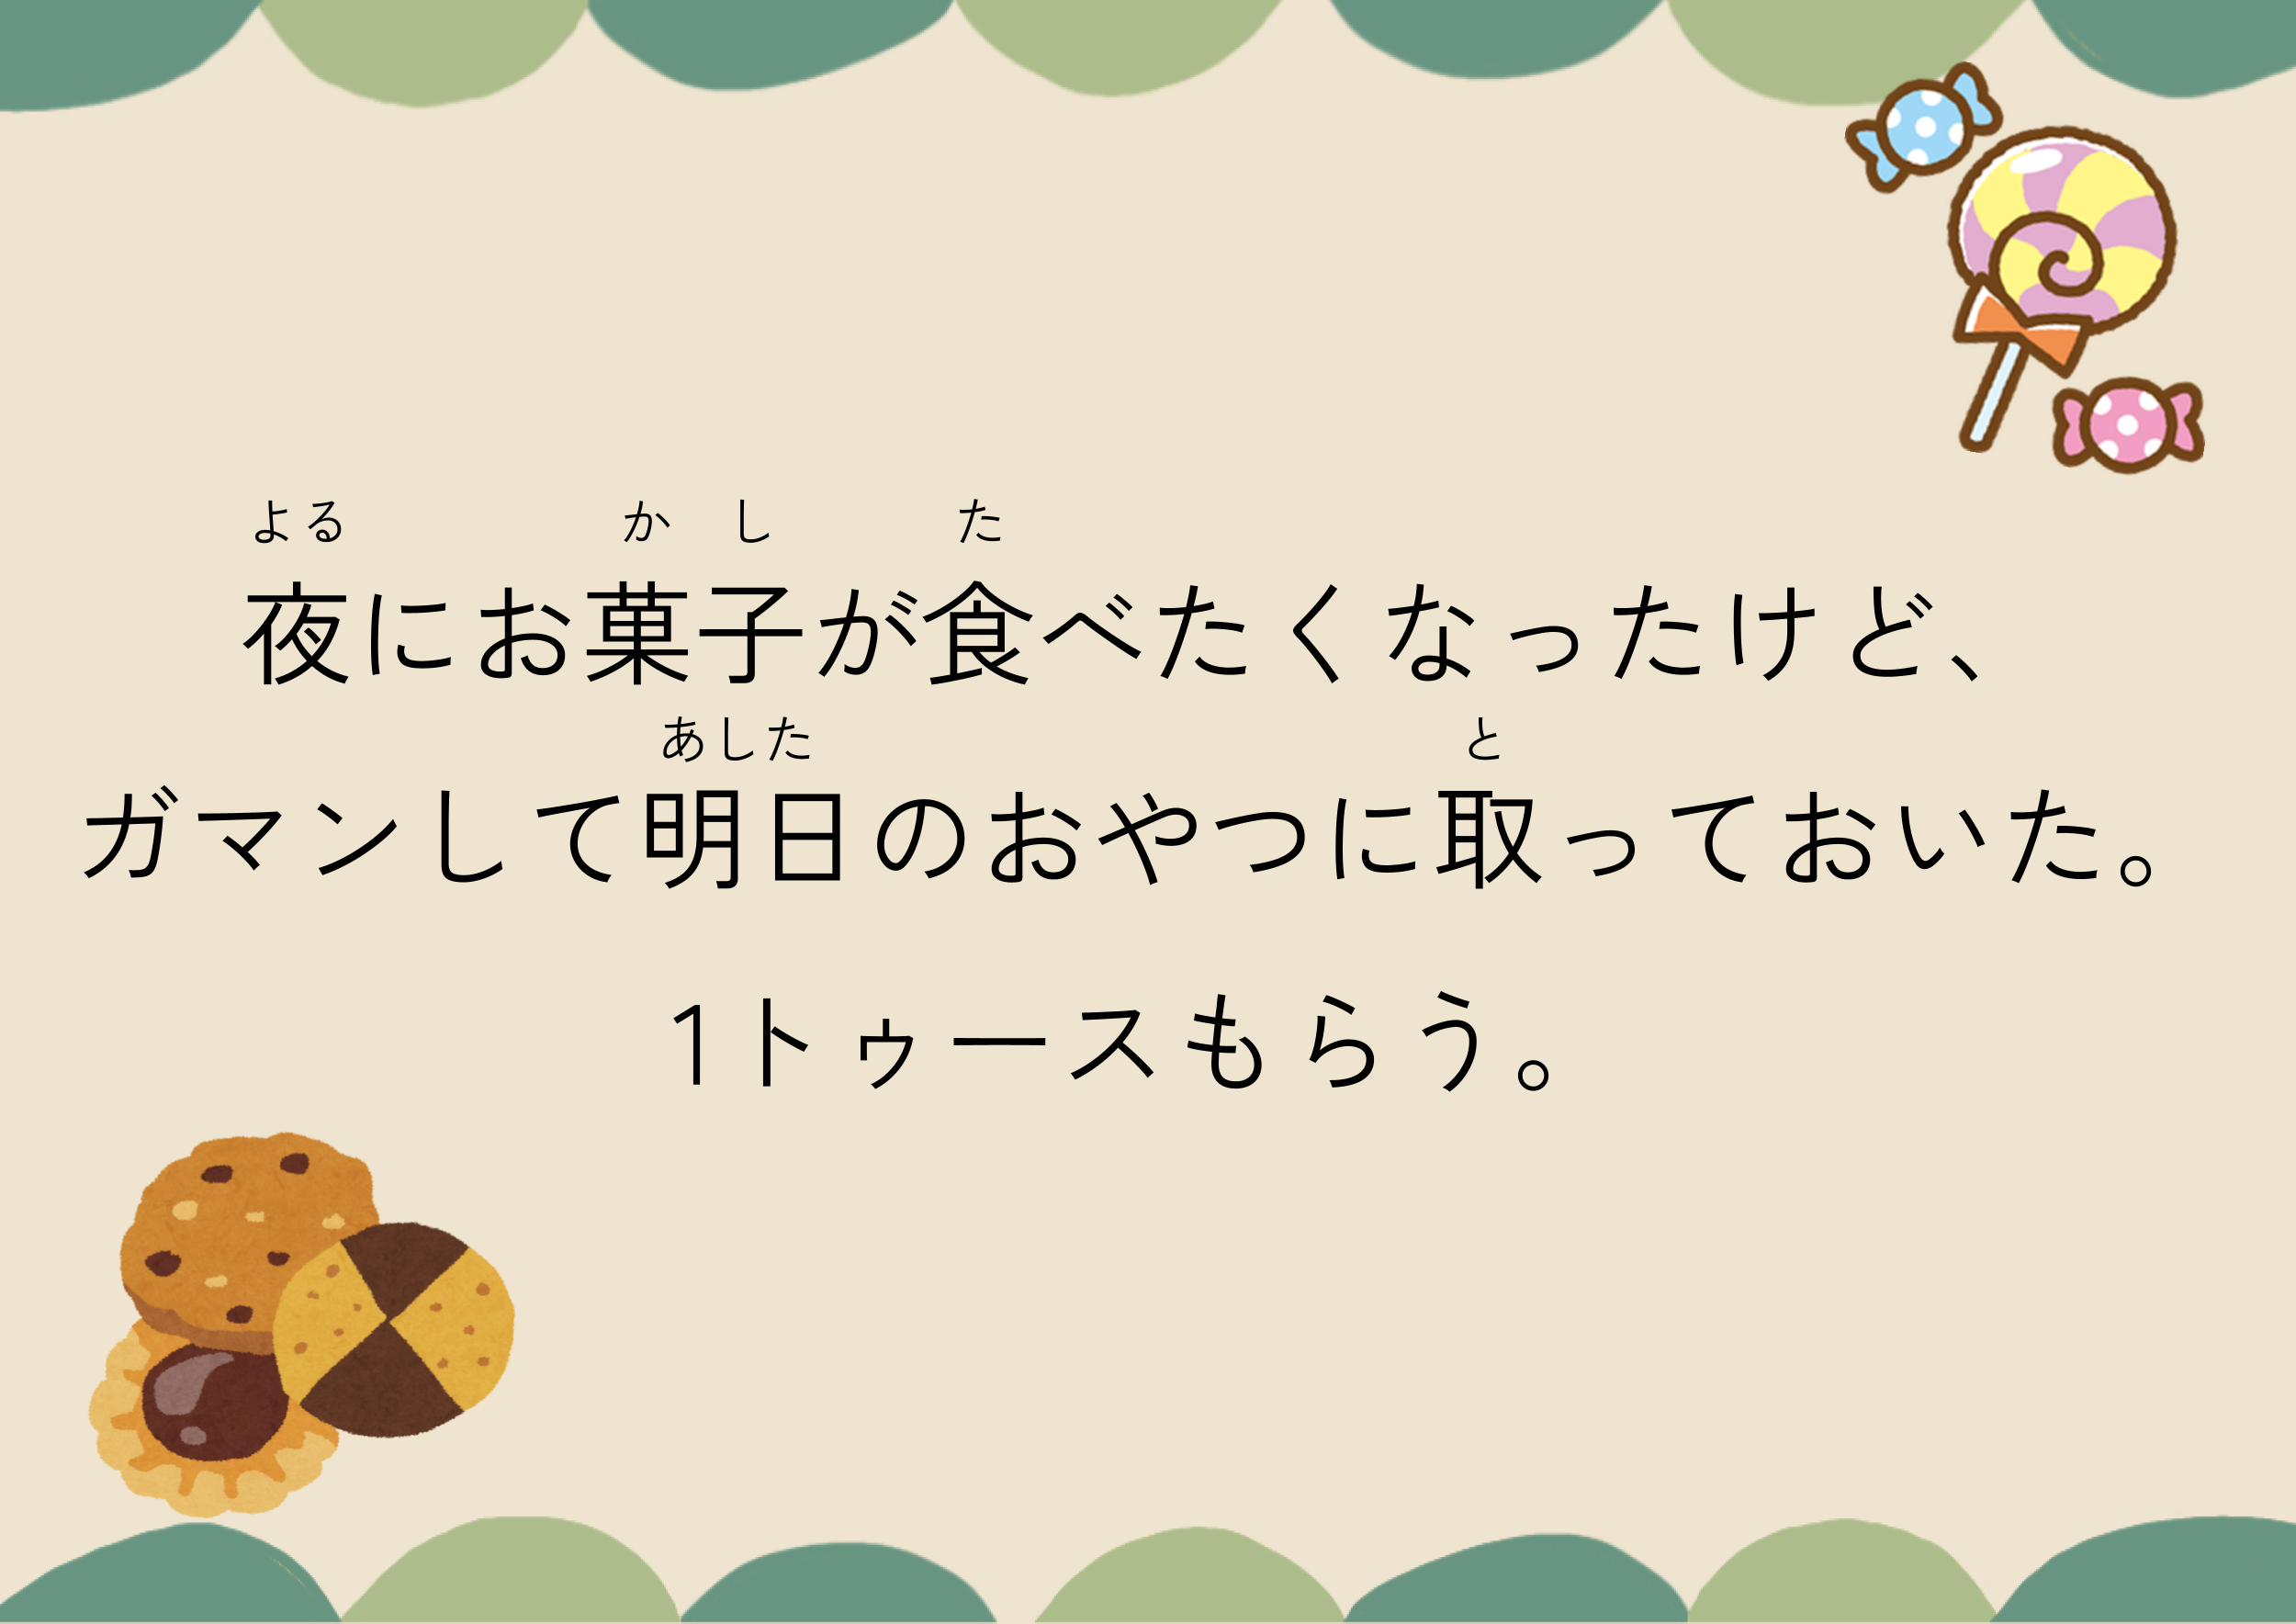 よる か し た
夜にお菓子が食べたくなったけど、
あした と
ガマンして明日のおやつに取っておいた。
1トゥースもらう。